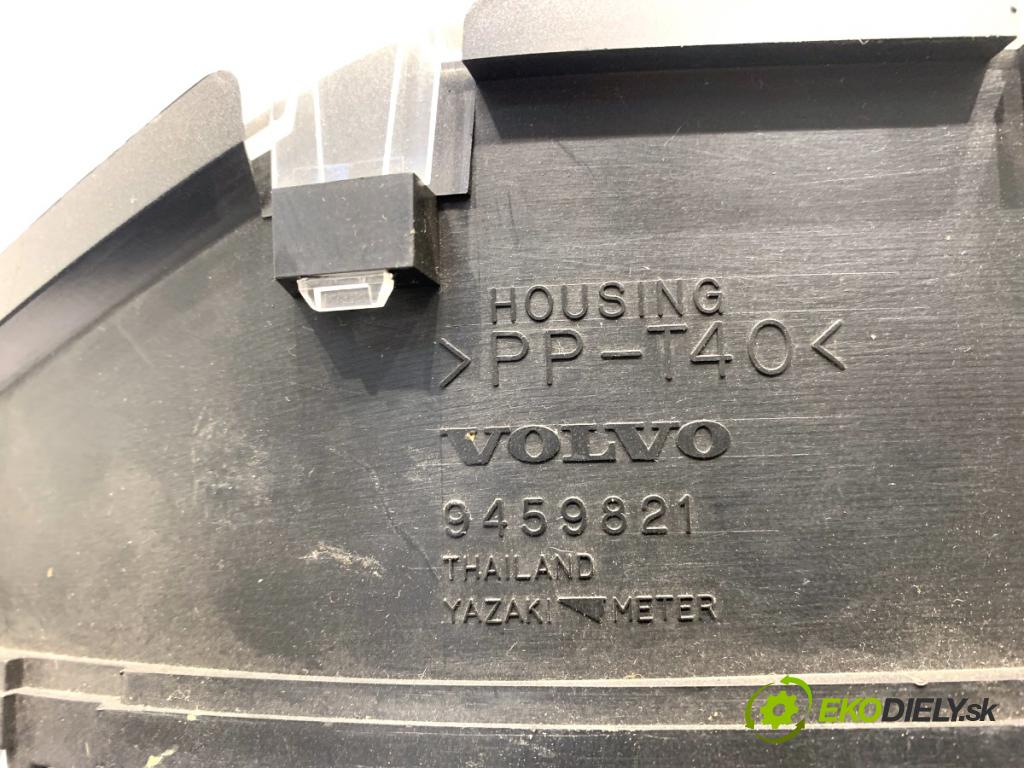 HOUSING
>PP-T40<
VOLVO
9459821
THAILAND
YAZAKI METER
EKODIELY.sk